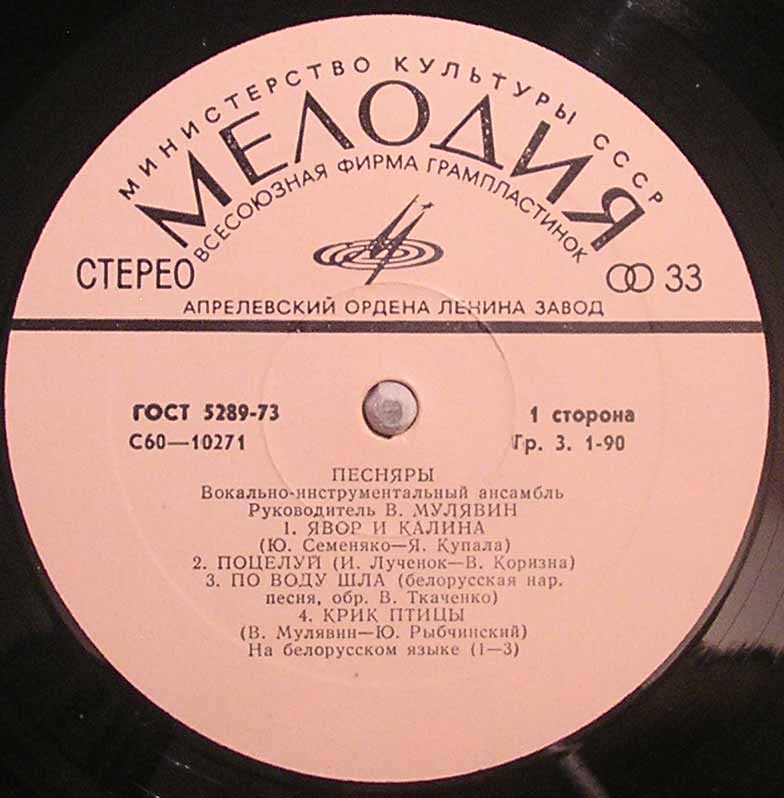 МИНИСТЕРСТВО КУЛЬТУРЫ СССР
МЕЛОДИЯ
ВСЕСОЮЗНАЯ ФИРМА ГРАМПЛАСТИНОК
СТЕРЕО
33
АПРЕЛЕВСКИЙ ОРДЕНА ЛЕНИНА ЗАВОД
ГОСТ 5289-73
1 сторона
С60—10271
Гр. 3. 1-90
ПЕСНЯРЫ
Вокально-инструментальный ансамбль
Руководитель В. МУЛЯВИН
1. ЯВОР И КАЛИНА
(Ю. Семеняко—Я. Купала)
2. ПОЦЕЛУЙ (И. Лученок—В. Коризна)
3. ПО ВОДУ ШЛА (белорусская нар.
песня, обр. В. Ткаченко)
4. КРИК ПТИЦЫ
(В. Мулявин—Ю. Рыбчинский)
На белорусском языке (1—3)